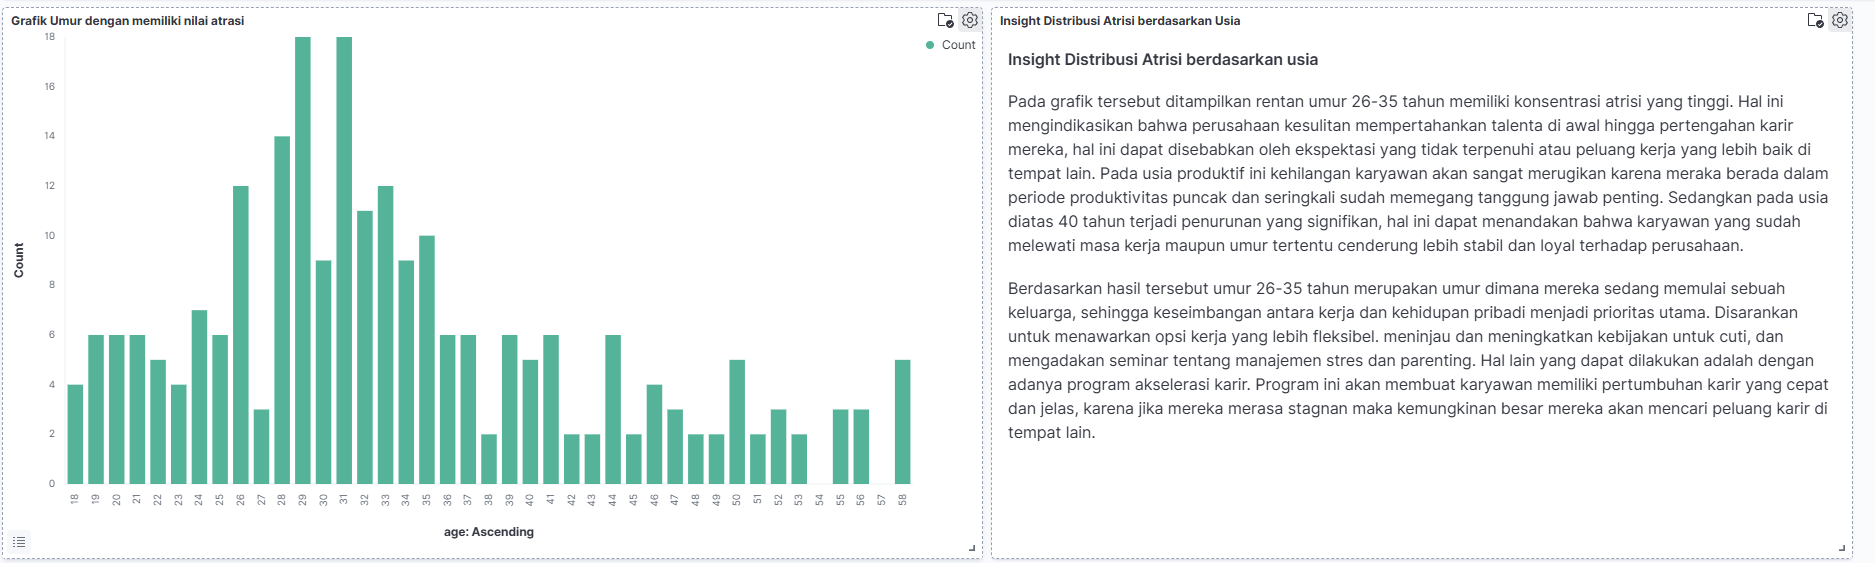 Grafik Umur dengan memiliki nilai atrasi
Count
18
16
14
12
10
8
6
4
2
0
Count
18 19 20 21 22 23 24 25 26 27 28 29 30 31 32 33 34 35 36 37 38 39 40 41 42 43 44 45 46 47 48 49 50 51 52 53 54 55 56 57 58
age: Ascending
Insight Distribusi Atrisi berdasarkan Usia
Insight Distribusi Atrisi berdasarkan usia
Pada grafik tersebut ditampilkan rentan umur 26-35 tahun memiliki konsentrasi atrisi yang tinggi. Hal ini
mengindikasikan bahwa perusahaan kesulitan mempertahankan talenta di awal hingga pertengahan karir
mereka, hal ini dapat disebabkan oleh ekspektasi yang tidak terpenuhi atau peluang kerja yang lebih baik di
tempat lain. Pada usia produktif ini kehilangan karyawan akan sangat merugikan karena meraka berada dalam
periode produktivitas puncak dan seringkali sudah memegang tanggung jawab penting. Sedangkan pada usia
diatas 40 tahun terjadi penurunan yang signifikan, hal ini dapat menandakan bahwa karyawan yang sudah
melewati masa kerja maupun umur tertentu cenderung lebih stabil dan loyal terhadap perusahaan.
Berdasarkan hasil tersebut umur 26-35 tahun merupakan umur dimana mereka sedang memulai sebuah
keluarga, sehingga keseimbangan antara kerja dan kehidupan pribadi menjadi prioritas utama. Disarankan
untuk menawarkan opsi kerja yang lebih fleksibel. meninjau dan meningkatkan kebijakan untuk cuti, dan
mengadakan seminar tentang manajemen stres dan parenting. Hal lain yang dapat dilakukan adalah dengan
adanya program akselerasi karir. Program ini akan membuat karyawan memiliki pertumbuhan karir yang cepat
dan jelas, karena jika mereka merasa stagnan maka kemungkinan besar mereka akan mencari peluang karir di
tempat lain.